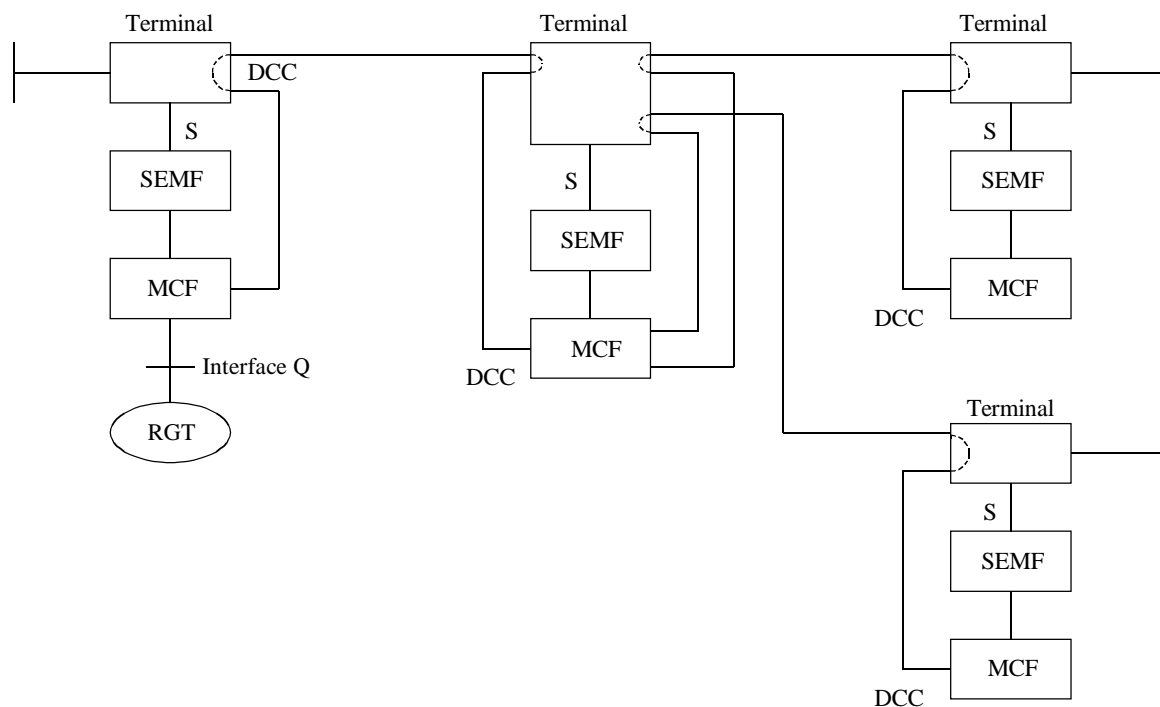 Terminal
Terminal
Terminal
DCC
S
S
S
SEMF
SEMF
SEMF
MCF
MCF
MCF
DCC
Interface Q
DCC
RGT
Terminal
S
SEMF
MCF
DCC